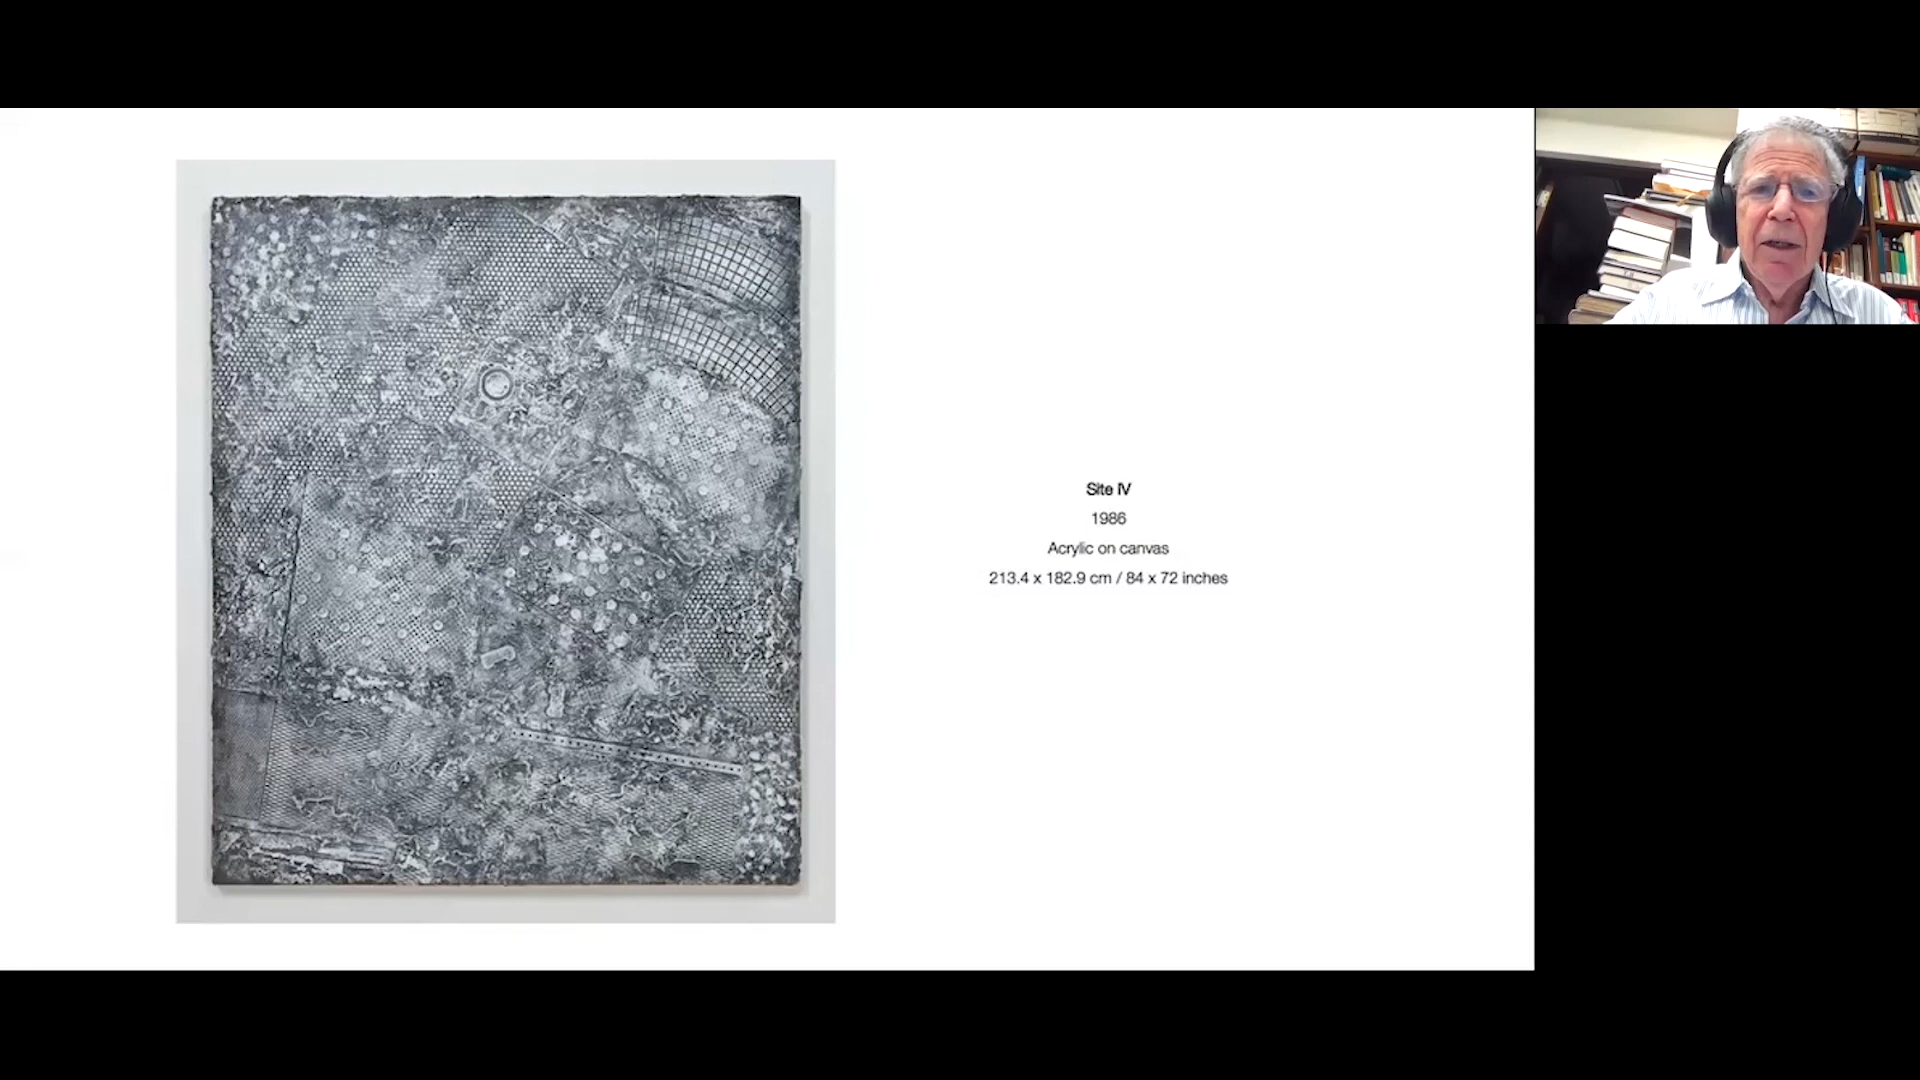 Site IV
1986
Acrylic on canvas
213.4 x 182.9 cm / 84 x 72 inches